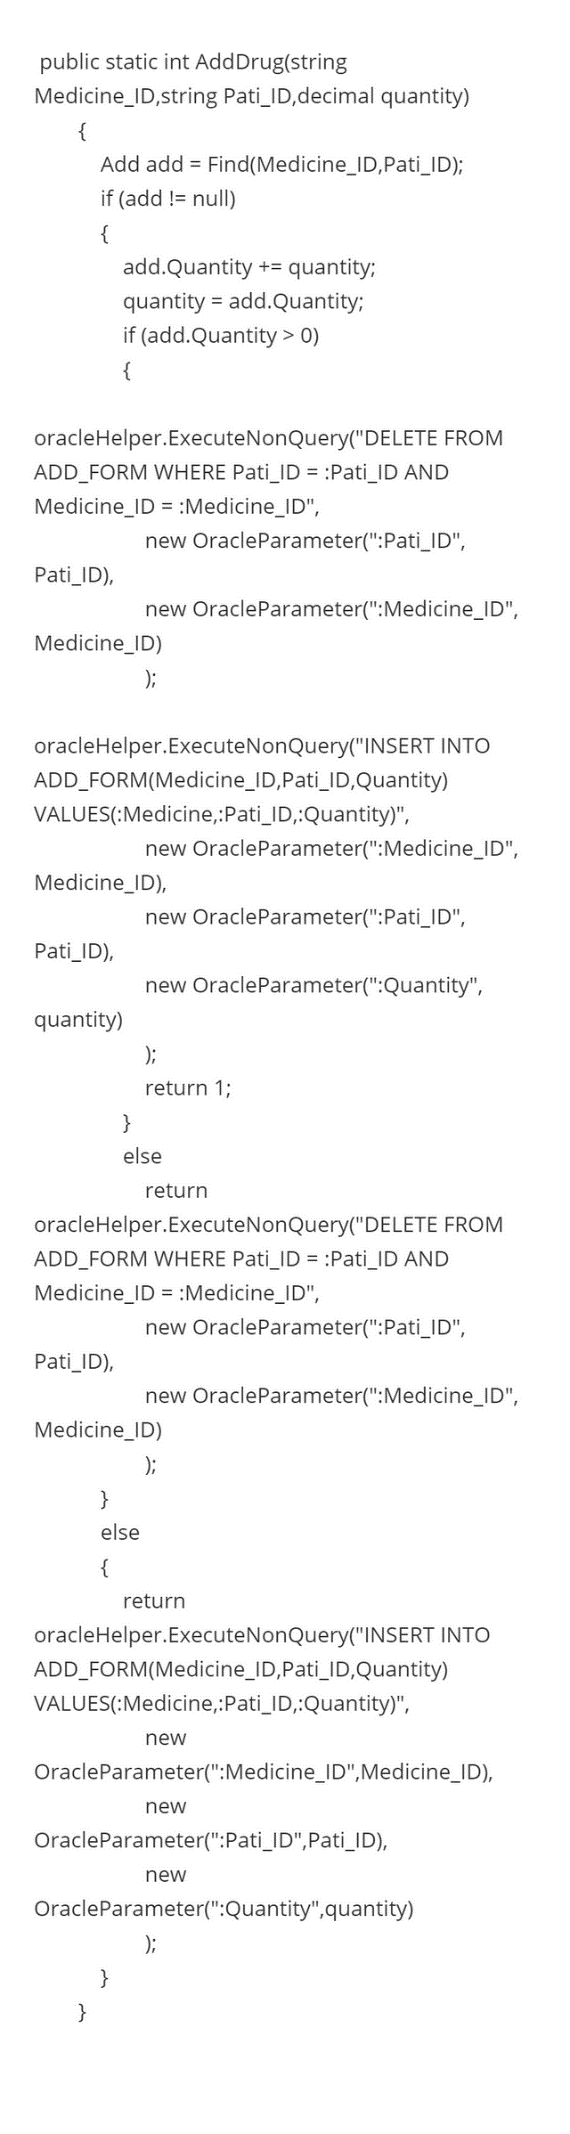 public static int AddDrug(string
Medicine_ID,string Pati_ID,decimal quantity)
{
Add add = Find(Medicine_ID,Pati_ID);
if (add != null)
{
add.Quantity += quantity;
quantity = add.Quantity;
if (add.Quantity > 0)
{
oracleHelper.ExecuteNonQuery("DELETE FROM
ADD_FORM WHERE Pati_ID = :Pati_ID AND
Medicine_ID = :Medicine_ID",
new OracleParameter(":Pati_ID",
Pati_ID),
new OracleParameter(":Medicine_ID",
Medicine_ID)
);
oracleHelper.ExecuteNonQuery("INSERT INTO
ADD_FORM(Medicine_ID,Pati_ID,Quantity)
VALUES(:Medicine,:Pati_ID,:Quantity)",
new OracleParameter(":Medicine_ID",
Medicine_ID),
new OracleParameter(":Pati_ID",
Pati_ID),
new OracleParameter(":Quantity",
quantity)
);
return 1;
}
else
return
oracleHelper.ExecuteNonQuery("DELETE FROM
ADD_FORM WHERE Pati_ID = :Pati_ID AND
Medicine_ID = :Medicine_ID",
new OracleParameter(":Pati_ID",
Pati_ID),
new OracleParameter(":Medicine_ID",
Medicine_ID)
);
}
else
{
return
oracleHelper.ExecuteNonQuery("INSERT INTO
ADD_FORM(Medicine_ID,Pati_ID,Quantity)
VALUES(:Medicine,:Pati_ID,:Quantity)",
new
OracleParameter(":Medicine_ID",Medicine_ID),
new
OracleParameter(":Pati_ID",Pati_ID),
new
OracleParameter(":Quantity",quantity)
);
}
}